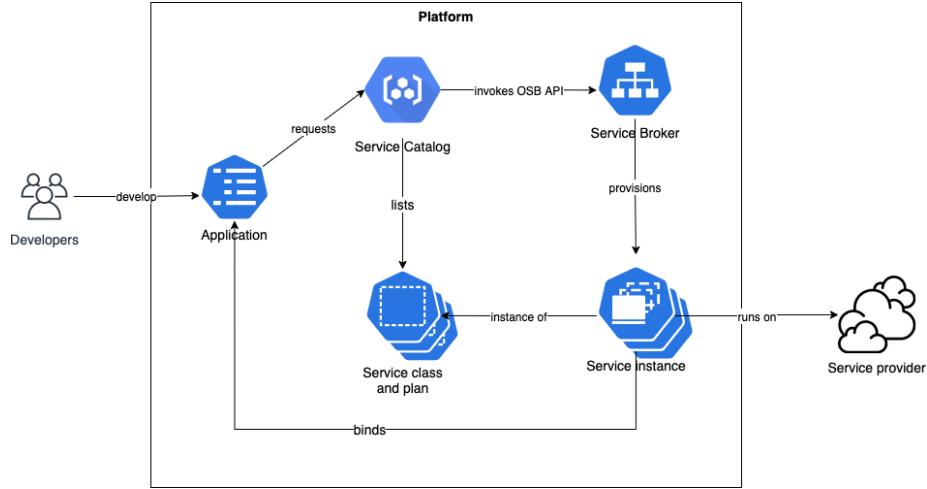 Platform
invokes OSB API
requests
Service Broker
Service Catalog
provisions
develop
lists
Application
Developers
instance of
runs on
Service class
and plan
Service instance
Service provider
binds